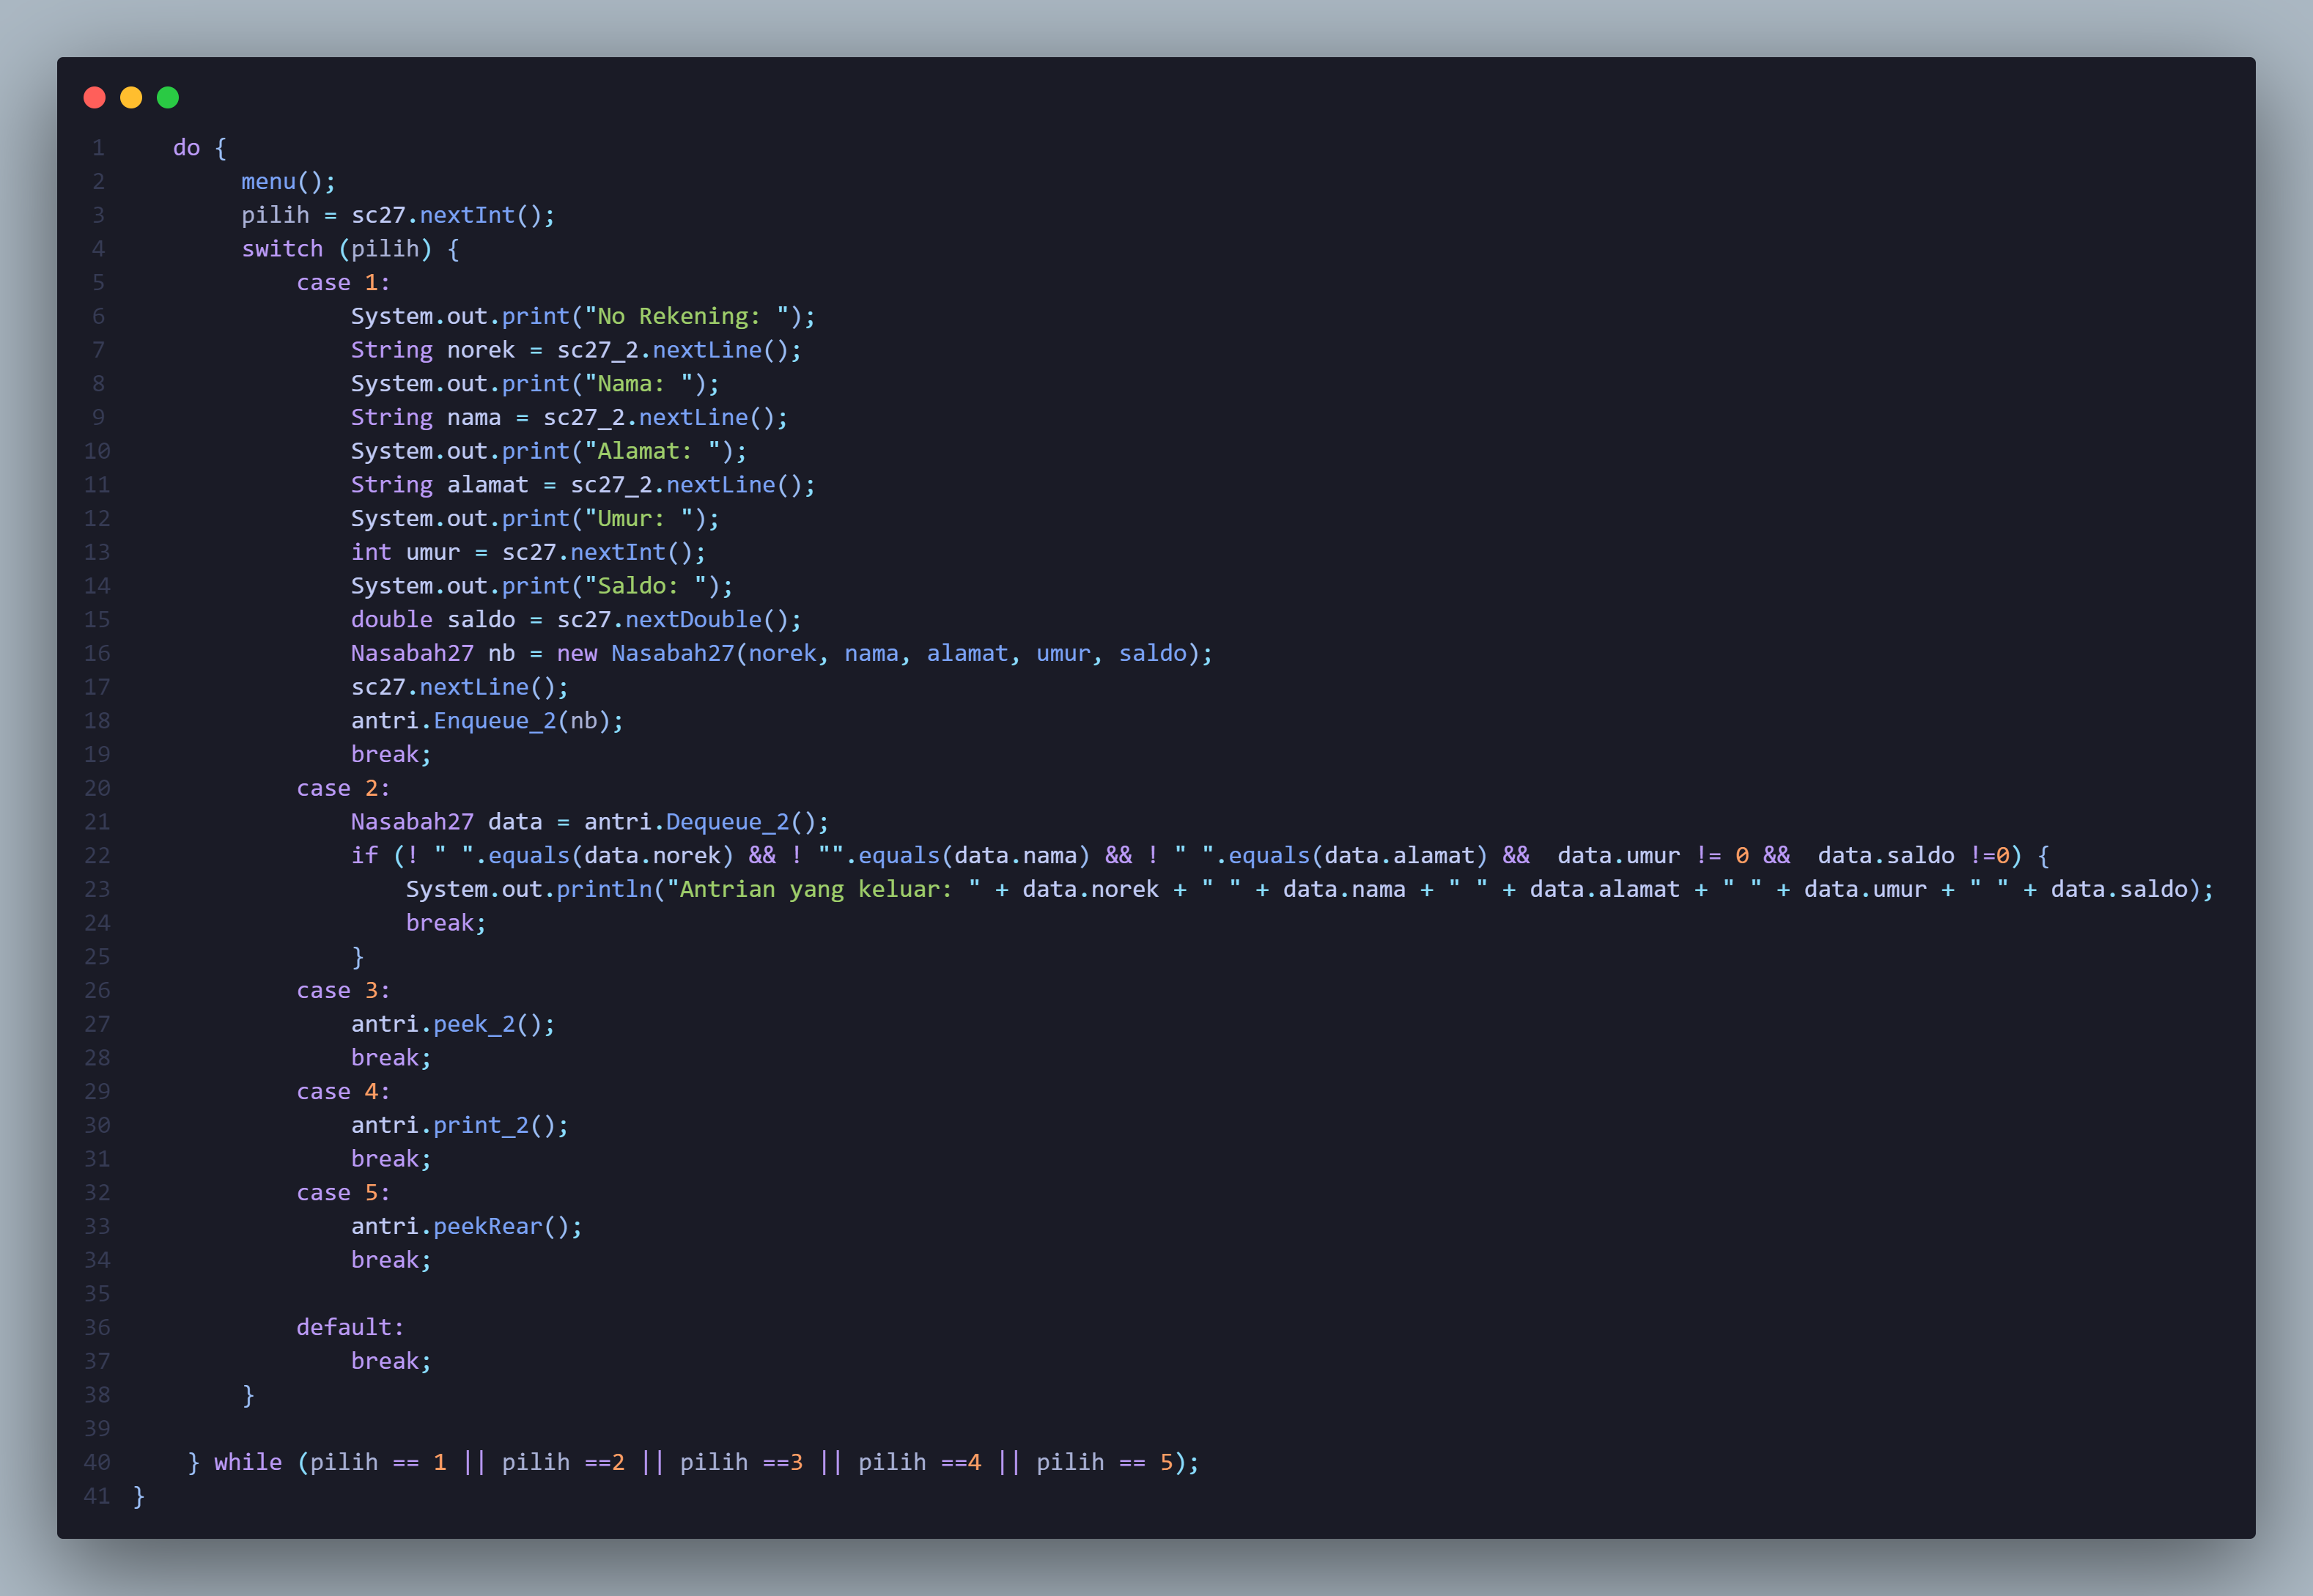 1 do {
2 menu();
3 pilih = sc27.nextInt();
4 switch (pilih) {
5 case 1:
6 System.out.print("No Rekening: ");
7 String norek = sc27_2.nextLine();
8 System.out.print("Nama: ");
9 String nama = sc27_2.nextLine();
10 System.out.print("Alamat: ");
11 String alamat = sc27_2.nextLine();
12 System.out.print("Umur: ");
13 int umur = sc27.nextInt();
14 System.out.print("Saldo: ");
15 double saldo = sc27.nextDouble();
16 Nasabah27 nb = new Nasabah27(norek, nama, alamat, umur, saldo);
17 sc27.nextLine();
18 antri.Enqueue_2(nb);
19 break;
20 case 2:
21 Nasabah27 data = antri.Dequeue_2();
22 if (! " ".equals(data.norek) && ! "".equals(data.nama) && ! " ".equals(data.alamat) &&  data.umur != 0 &&  data.saldo !=0) {
23 System.out.println("Antrian yang keluar: " + data.norek + " " + data.nama + " " + data.alamat + " " + data.umur + " " + data.saldo);
24 break;
25 }
26 case 3:
27 antri.peek_2();
28 break;
29 case 4:
30 antri.print_2();
31 break;
32 case 5:
33 antri.peekRear();
34 break;
35
36 default:
37 break;
38 }
39
40 } while (pilih == 1 || pilih ==2 || pilih ==3 || pilih ==4 || pilih == 5);
41 }